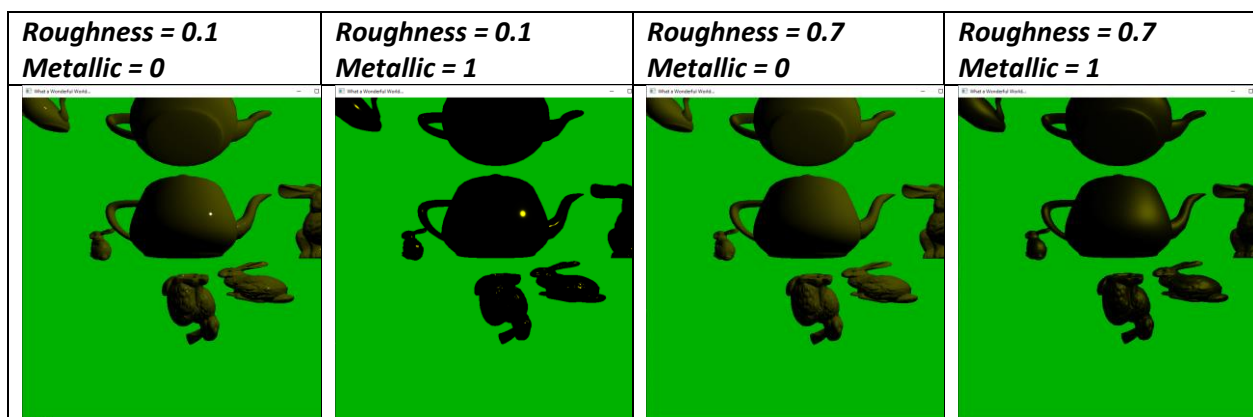 Roughness = 0.1
Metallic = 0
Roughness = 0.1
Metallic = 1
Roughness = 0.7
Metallic = 0
Roughness = 0.7
Metallic = 1
What a Wonderful World...
What a Wonderful World...
What a Wonderful World...
What a Wonderful World...